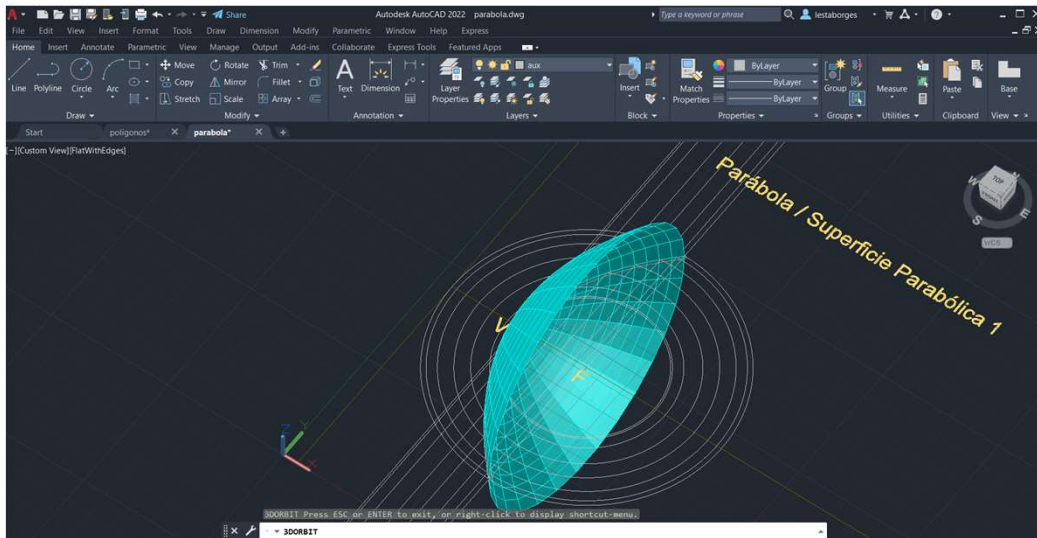 Share
Autodesk AutoCAD 2022 parabola.dwg
Type a keyword or phrase
lestaborges
File Edit View Insert Format Tools Draw Dimension Modify Parametric Window Help Express
Home Insert Annotate Parametric View Manage Output Add-ins Collaborate Express Tools Featured Apps
Line Polyline Circle Arc
Move Rotate Trim
Copy Mirror Fillet
Stretch Scale Array
Text Dimension
Layer Properties
aux
Insert
Match Properties
ByLayer
ByLayer
ByLayer
Group
Measure
Paste
Base
Draw Modify Annotation Layers Block Properties Groups Utilities Clipboard View
Start polígonos* parabola*
[–][Custom View][FlatWithEdges]
TOP
N
W
E
S
WCS
Parábola / Superfície Parabólica 1
V
F
Z
Y
X
3DORBIT Press ESC or ENTER to exit, or right-click to display shortcut-menu.
3DORBIT